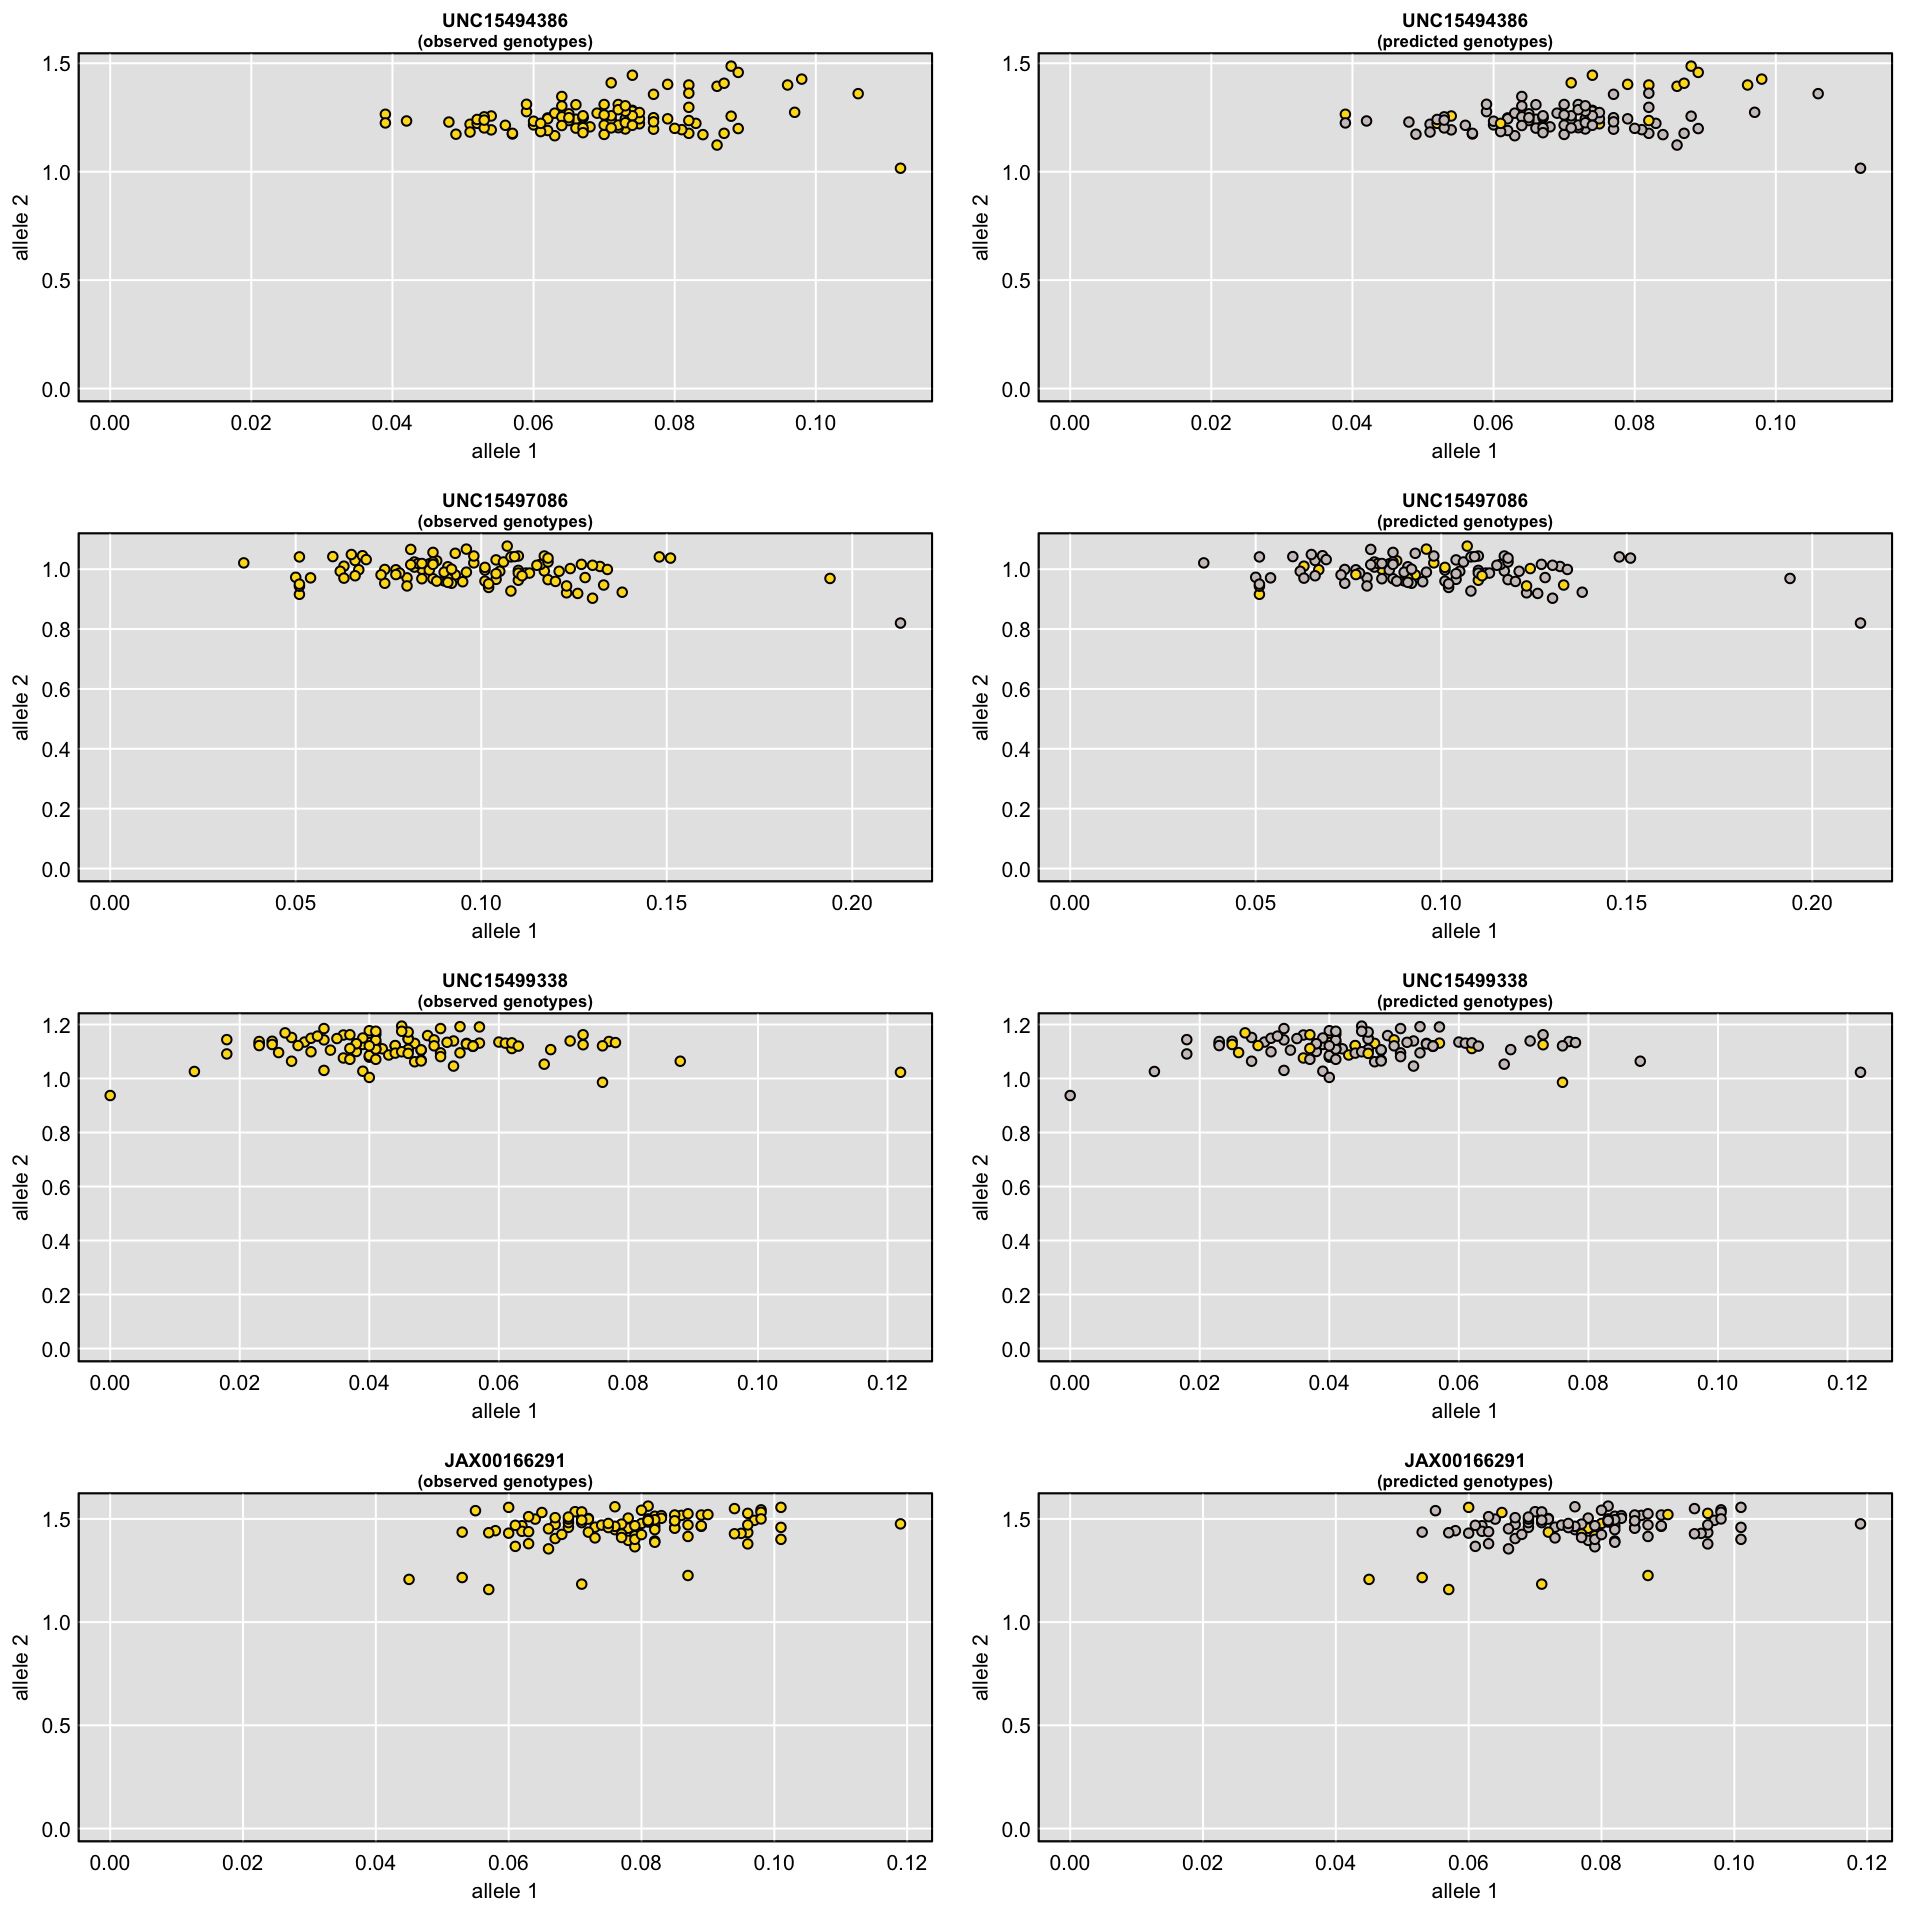 UNC15494386
(observed genotypes)
1.5
1.0
0.5
0.0
allele 2
0.00 0.02 0.04 0.06 0.08 0.10
allele 1
UNC15494386
(predicted genotypes)
1.5
1.0
0.5
0.0
allele 2
0.00 0.02 0.04 0.06 0.08 0.10
allele 1
UNC15497086
(observed genotypes)
1.0
0.8
0.6
0.4
0.2
0.0
allele 2
0.00 0.05 0.10 0.15 0.20
allele 1
UNC15497086
(predicted genotypes)
1.0
0.8
0.6
0.4
0.2
0.0
allele 2
0.00 0.05 0.10 0.15 0.20
allele 1
UNC15499338
(observed genotypes)
1.2
1.0
0.8
0.6
0.4
0.2
0.0
allele 2
0.00 0.02 0.04 0.06 0.08 0.10 0.12
allele 1
UNC15499338
(predicted genotypes)
1.2
1.0
0.8
0.6
0.4
0.2
0.0
allele 2
0.00 0.02 0.04 0.06 0.08 0.10 0.12
allele 1
JAX00166291
(observed genotypes)
1.5
1.0
0.5
0.0
allele 2
0.00 0.02 0.04 0.06 0.08 0.10 0.12
allele 1
JAX00166291
(predicted genotypes)
1.5
1.0
0.5
0.0
allele 2
0.00 0.02 0.04 0.06 0.08 0.10 0.12
allele 1